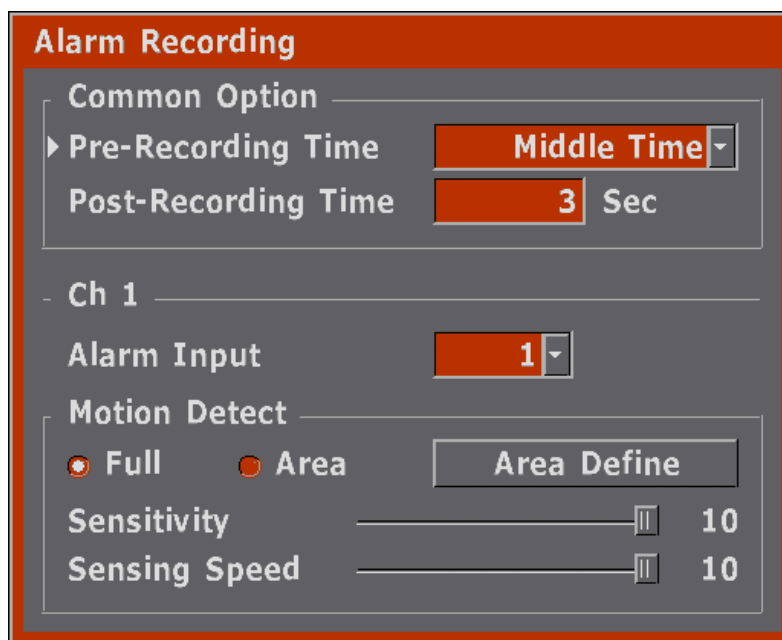 Alarm Recording
Common Option
Pre-Recording Time Middle Time
Post-Recording Time 3 Sec
Ch 1
Alarm Input 1
Motion Detect
Full Area Area Define
Sensitivity 10
Sensing Speed 10